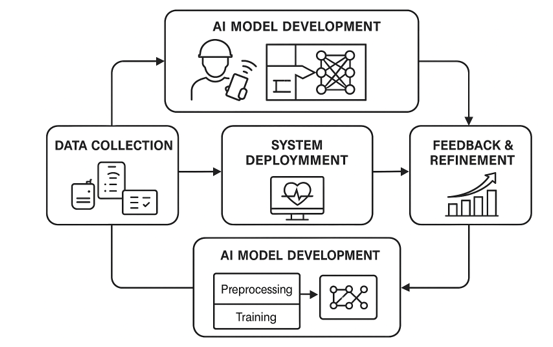 AI MODEL DEVELOPMENT
DATA COLLECTION
SYSTEM
DEPLOYMMENT
FEEDBACK &
REFINEMENT
AI MODEL DEVELOPMENT
Preprocessing
Training